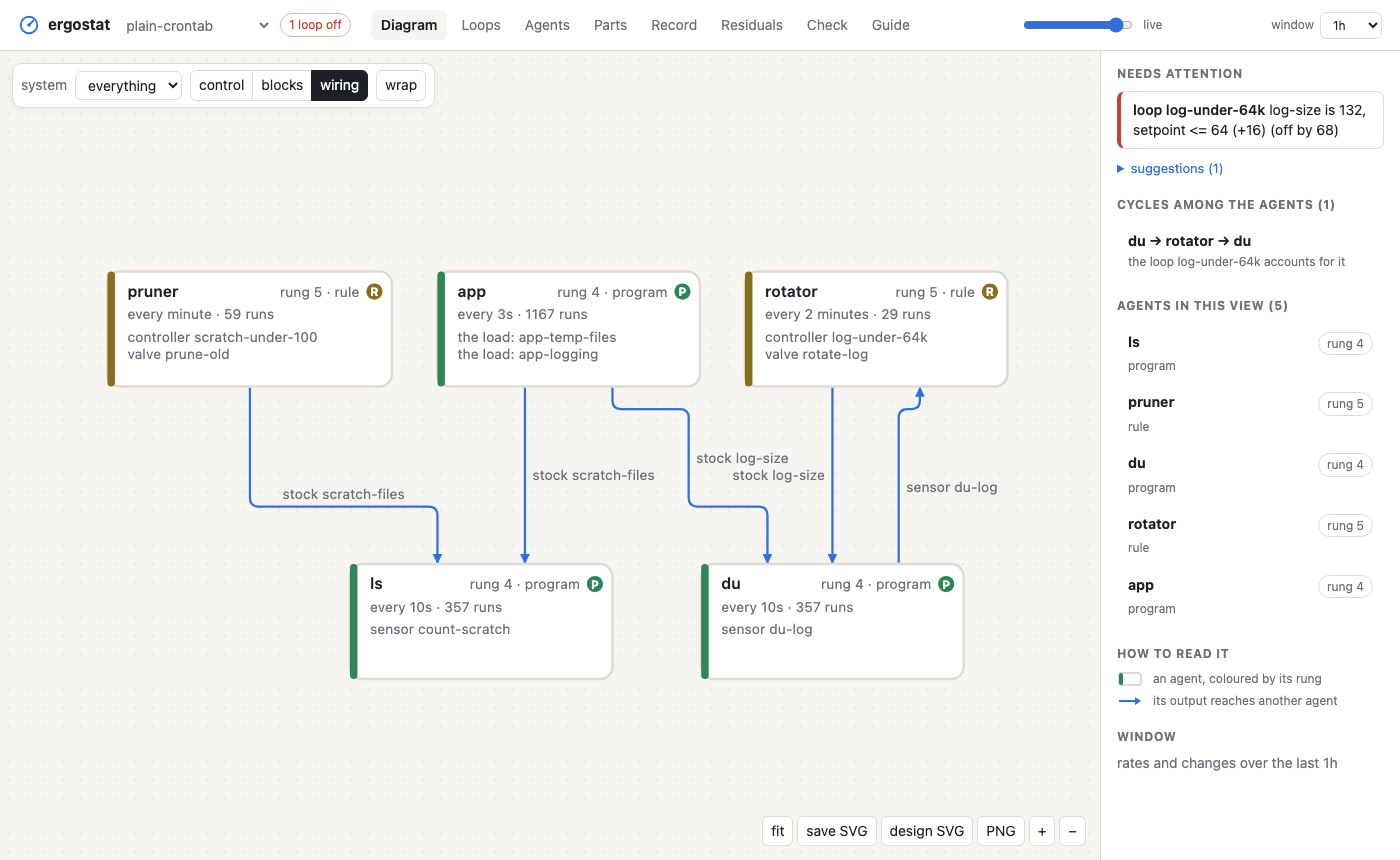 ergostat plain-crontab 1 loop off Diagram Loops Agents Parts Record Residuals Check Guide live window 1h
system everything control blocks wiring wrap
pruner rung 5 · rule R
every minute · 59 runs
controller scratch-under-100
valve prune-old
app rung 4 · program P
every 3s · 1167 runs
the load: app-temp-files
the load: app-logging
rotator rung 5 · rule R
every 2 minutes · 29 runs
controller log-under-64k
valve rotate-log
stock scratch-files
stock scratch-files
stock log-size
stock log-size
sensor du-log
ls rung 4 · program P
every 10s · 357 runs
sensor count-scratch
du rung 4 · program P
every 10s · 357 runs
sensor du-log
fit save SVG design SVG PNG + −
NEEDS ATTENTION
loop log-under-64k log-size is 132,
setpoint <= 64 (+16) (off by 68)
suggestions (1)
CYCLES AMONG THE AGENTS (1)
du → rotator → du
the loop log-under-64k accounts for it
AGENTS IN THIS VIEW (5)
ls rung 4
program
pruner rung 5
rule
du rung 4
program
rotator rung 5
rule
app rung 4
program
HOW TO READ IT
an agent, coloured by its rung
its output reaches another agent
WINDOW
rates and changes over the last 1h